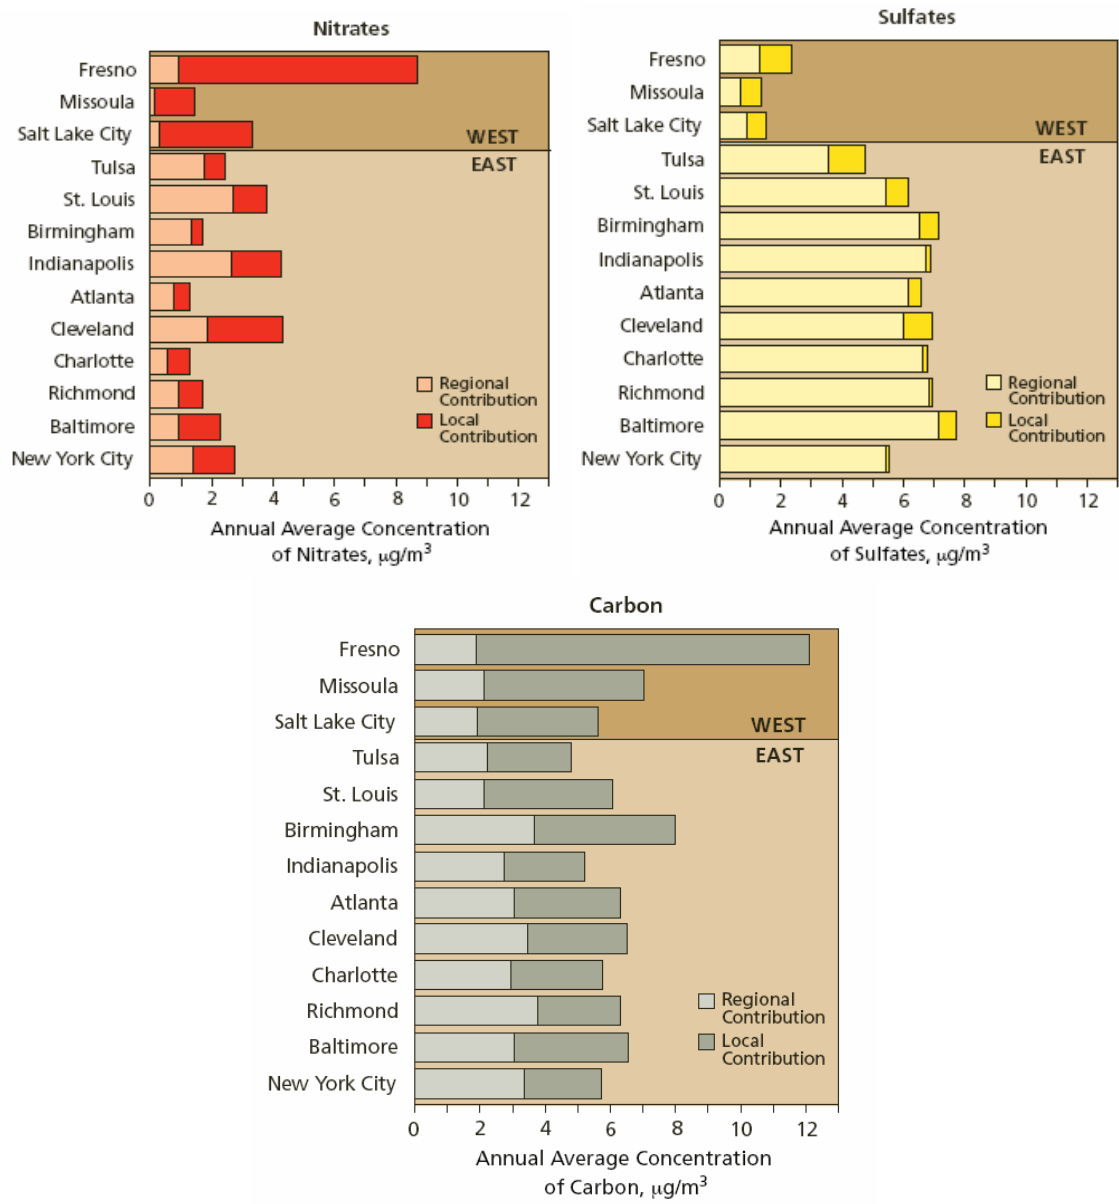 Nitrates
Fresno
Missoula
Salt Lake City
WEST
EAST
Tulsa
St. Louis
Birmingham
Indianapolis
Atlanta
Cleveland
Charlotte
Richmond
Baltimore
New York City
Regional
Contribution
Local
Contribution
0 2 4 6 8 10 12
Annual Average Concentration
of Nitrates, μg/m³
Sulfates
Fresno
Missoula
Salt Lake City
WEST
EAST
Tulsa
St. Louis
Birmingham
Indianapolis
Atlanta
Cleveland
Charlotte
Richmond
Baltimore
New York City
Regional
Contribution
Local
Contribution
0 2 4 6 8 10 12
Annual Average Concentration
of Sulfates, μg/m³
Carbon
Fresno
Missoula
Salt Lake City
WEST
EAST
Tulsa
St. Louis
Birmingham
Indianapolis
Atlanta
Cleveland
Charlotte
Richmond
Baltimore
New York City
Regional
Contribution
Local
Contribution
0 2 4 6 8 10 12
Annual Average Concentration
of Carbon, μg/m³